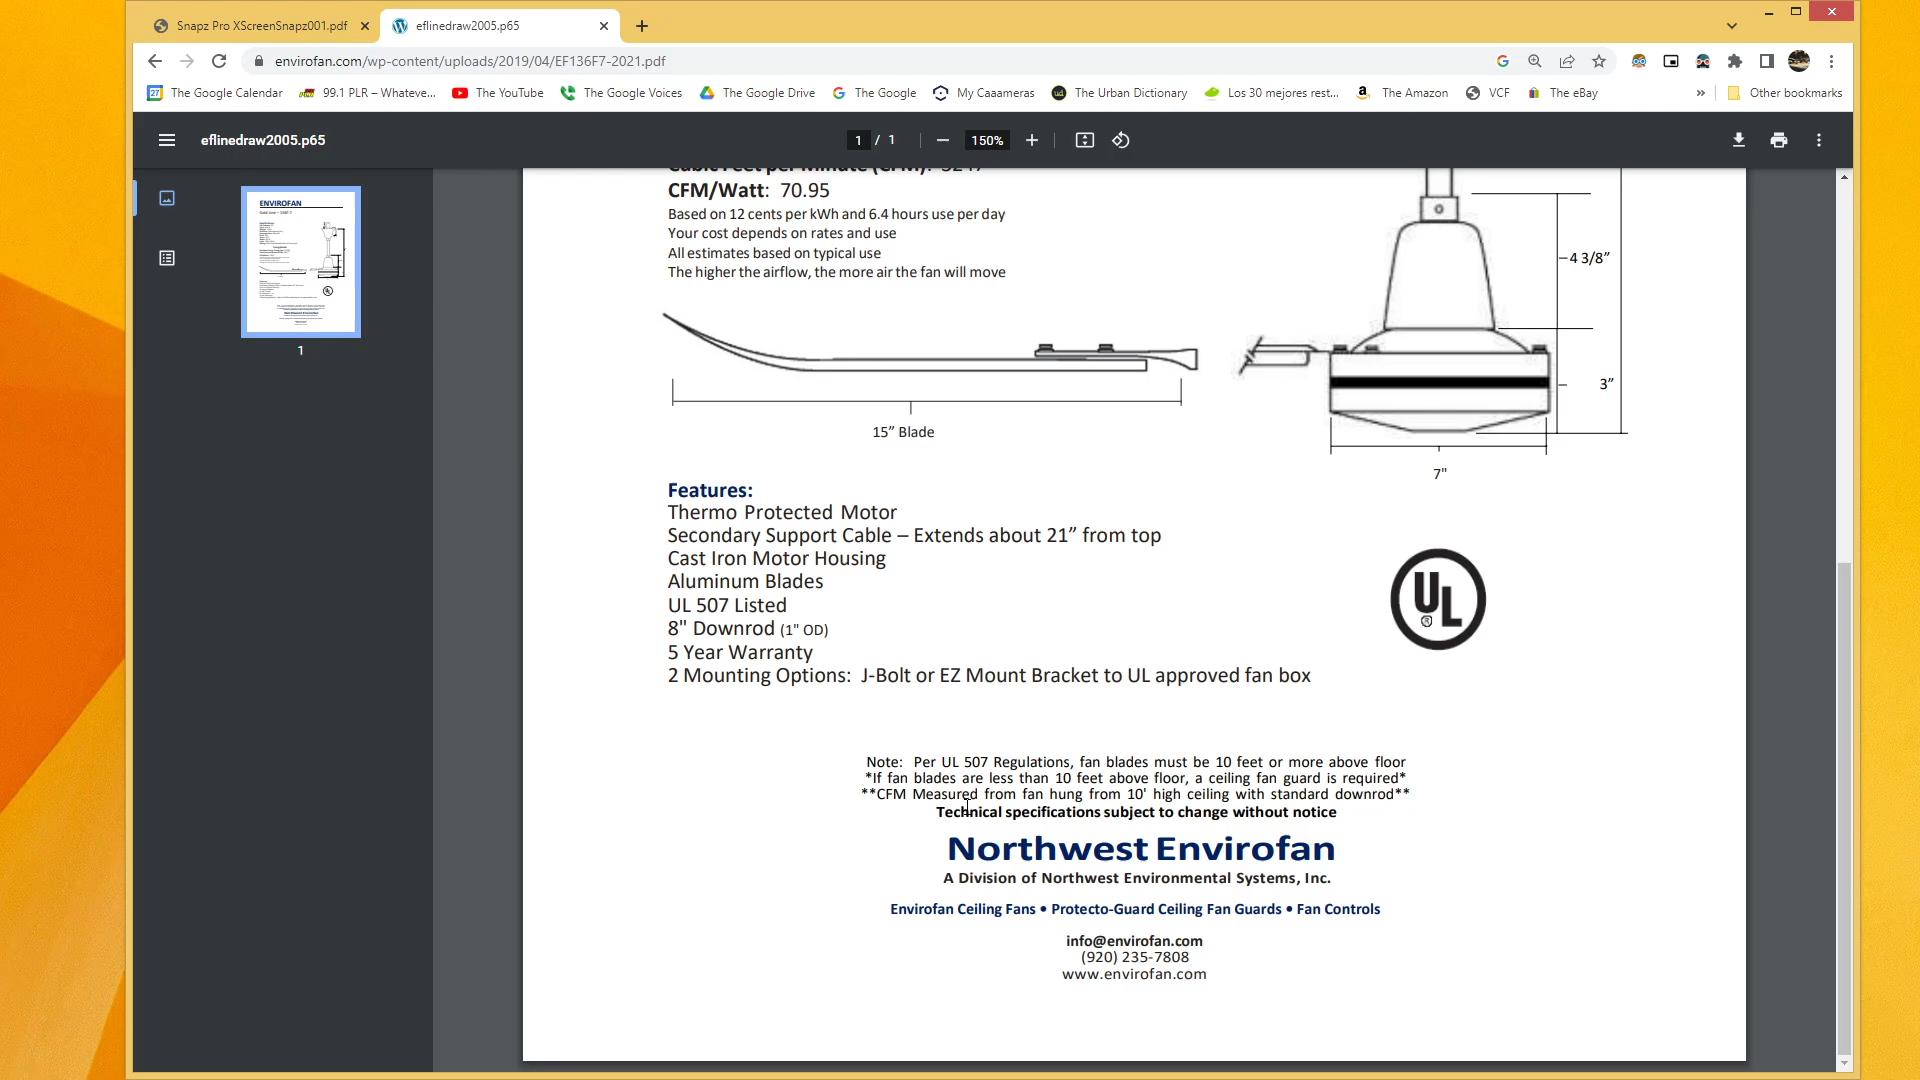 Snapz Pro XScreenSnapz001.pdf
eflinedraw2005.p65
envirofan.com/wp-content/uploads/2019/04/EF136F7-2021.pdf
27 The Google Calendar
99.1 PLR – Whateve...
The YouTube
The Google Voices
The Google Drive
The Google
My Caaameras
The Urban Dictionary
Los 30 mejores rest...
The Amazon
VCF
The eBay
»
Other bookmarks
eflinedraw2005.p65
1 / 1
150%
ENVIROFAN
1
Cubic Feet per Minute (CFM): 5247
CFM/Watt: 70.95
Based on 12 cents per kWh and 6.4 hours use per day
Your cost depends on rates and use
All estimates based on typical use
The higher the airflow, the more air the fan will move
4 3/8”
3”
15” Blade
7"
Features:
Thermo Protected Motor
Secondary Support Cable – Extends about 21” from top
Cast Iron Motor Housing
Aluminum Blades
UL 507 Listed
8" Downrod (1" OD)
5 Year Warranty
2 Mounting Options: J-Bolt or EZ Mount Bracket to UL approved fan box
UL ®
Note: Per UL 507 Regulations, fan blades must be 10 feet or more above floor
*If fan blades are less than 10 feet above floor, a ceiling fan guard is required*
**CFM Measured from fan hung from 10' high ceiling with standard downrod**
Technical specifications subject to change without notice
Northwest Envirofan
A Division of Northwest Environmental Systems, Inc.
Envirofan Ceiling Fans • Protecto-Guard Ceiling Fan Guards • Fan Controls
info@envirofan.com
(920) 235-7808
www.envirofan.com